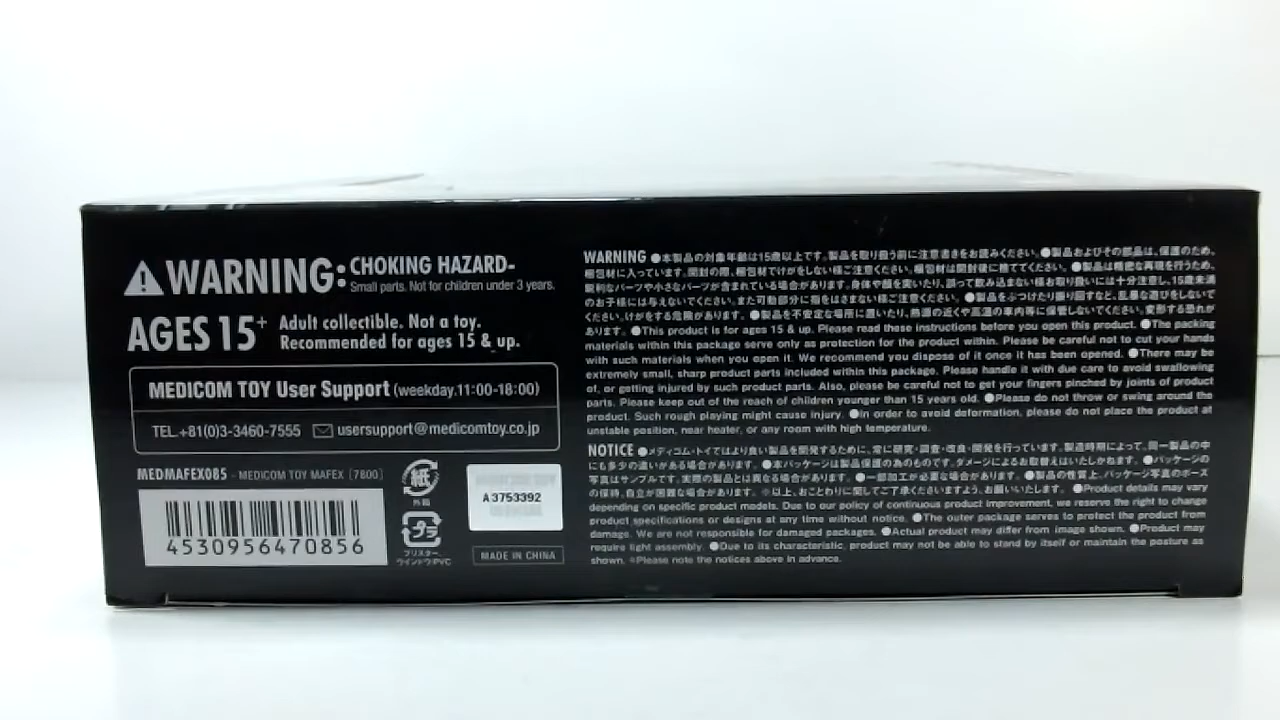 WARNING: CHOKING HAZARD-
Small parts. Not for children under 3 years.
AGES 15+ Adult collectible. Not a toy.
Recommended for ages 15 & up.
MEDICOM TOY User Support (weekday.11:00-18:00)
TEL.+81(0)3-3460-7555 usersupport@medicomtoy.co.jp
MEDMAFEX085 - MEDICOM TOY MAFEX [7800]
4530956470856
紙
外箱
プラ
ブリスター、
ウインドウPVC
A3753392
MADE IN CHINA
WARNING ●本製品の対象年齢は15歳以上です。製品を取り扱う前に注意書きをお読みください。●製品およびその部品は、保護のため、
梱包材に入っています。開封の際、梱包材でけがをしない様ご注意ください。梱包材は開封後に捨ててください。●製品は精密な再現を行うため、
鋭利なパーツや小さなパーツが含まれている場合があります。身体や顔を突いたり、誤って飲み込まない様お取り扱いには十分注意し、15歳未満
のお子様には与えないでください。また可動部分に指をはさまない様ご注意ください。●製品をぶつけたり振り回すなど、乱暴な遊びをしないで
ください。けがをする危険があります。●製品を不安定な場所に置いたり、熱源の近くや高温の車内等に保管しないでください。変形する恐れが
あります。●This product is for ages 15 & up. Please read these instructions before you open this product. ●The packing
materials within this package serve only as protection for the product within. Please be careful not to cut your hands
with such materials when you open it. We recommend you dispose of it once it has been opened. ●There may be
extremely small, sharp product parts included within this package. Please handle it with due care to avoid swallowing
of, or getting injured by such product parts. Also, please be careful not to get your fingers pinched by joints of product
parts. Please keep out of the reach of children younger than 15 years old. ●Please do not throw or swing around the
product. Such rough playing might cause injury. ●In order to avoid deformation, please do not place the product at
unstable position, near heater, or any room with high temperature.
NOTICE ●メディコム・トイではより良い製品を開発するために、常に研究・調査・改良・開発を行っています。製造時期によって、同一製品の中
にも多少の違いがある場合があります。●本パッケージは製品保護の為のものです。ダメージによるお取替えはいたしかねます。●パッケージの
写真はサンプルです。実際の製品とは異なる場合があります。●一部加工が必要な場合があります。●製品の性質上、パッケージ写真のポーズ
の保持、自立が困難な場合があります。※以上、おことわりに関してご了承くださいますよう、お願いいたします。●Product details may vary
depending on specific product models. Due to our policy of continuous product improvement, we reserve the right to change
product specifications or designs at any time without notice. ●The outer package serves to protect the product from
damage. We are not responsible for damaged packages. ●Actual product may differ from image shown. ●Product may
require light assembly. ●Due to its characteristic, product may not be able to stand by itself or maintain the posture as
shown. ※Please note the notices above in advance.